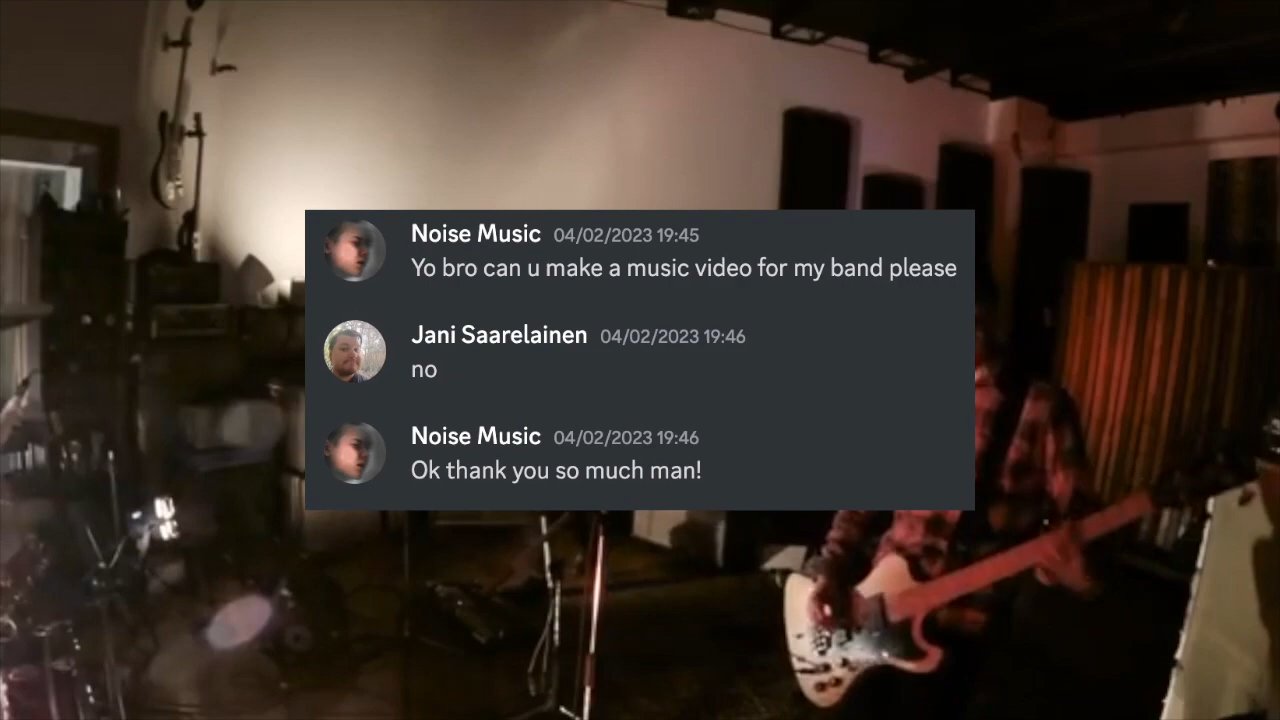 Noise Music 04/02/2023 19:45
Yo bro can u make a music video for my band please
Jani Saarelainen 04/02/2023 19:46
no
Noise Music 04/02/2023 19:46
Ok thank you so much man!